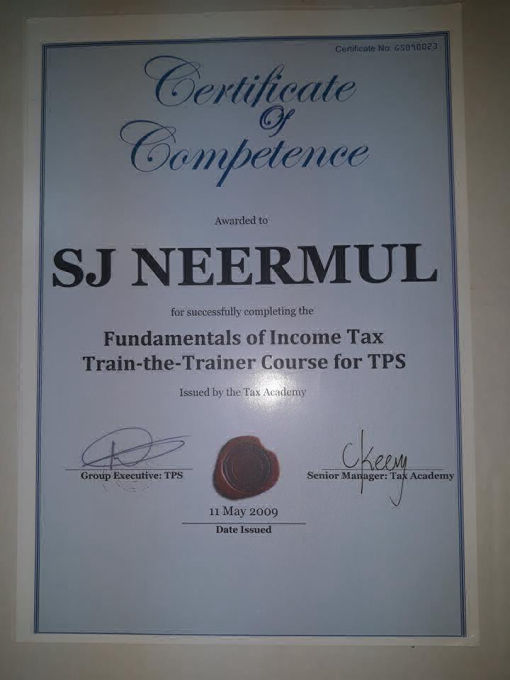 Certificate No. GS090023
Certificate
Of
Competence
Awarded to
SJ NEERMUL
for successfully completing the
Fundamentals of Income Tax
Train-the-Trainer Course for TPS
Issued by the Tax Academy
Group Executive: TPS
Senior Manager: Tax Academy
11 May 2009
Date Issued